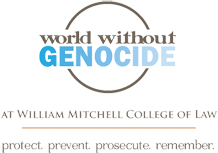 world without
GENOCIDE
AT WILLIAM MITCHELL COLLEGE OF LAW
protect. prevent. prosecute. remember.